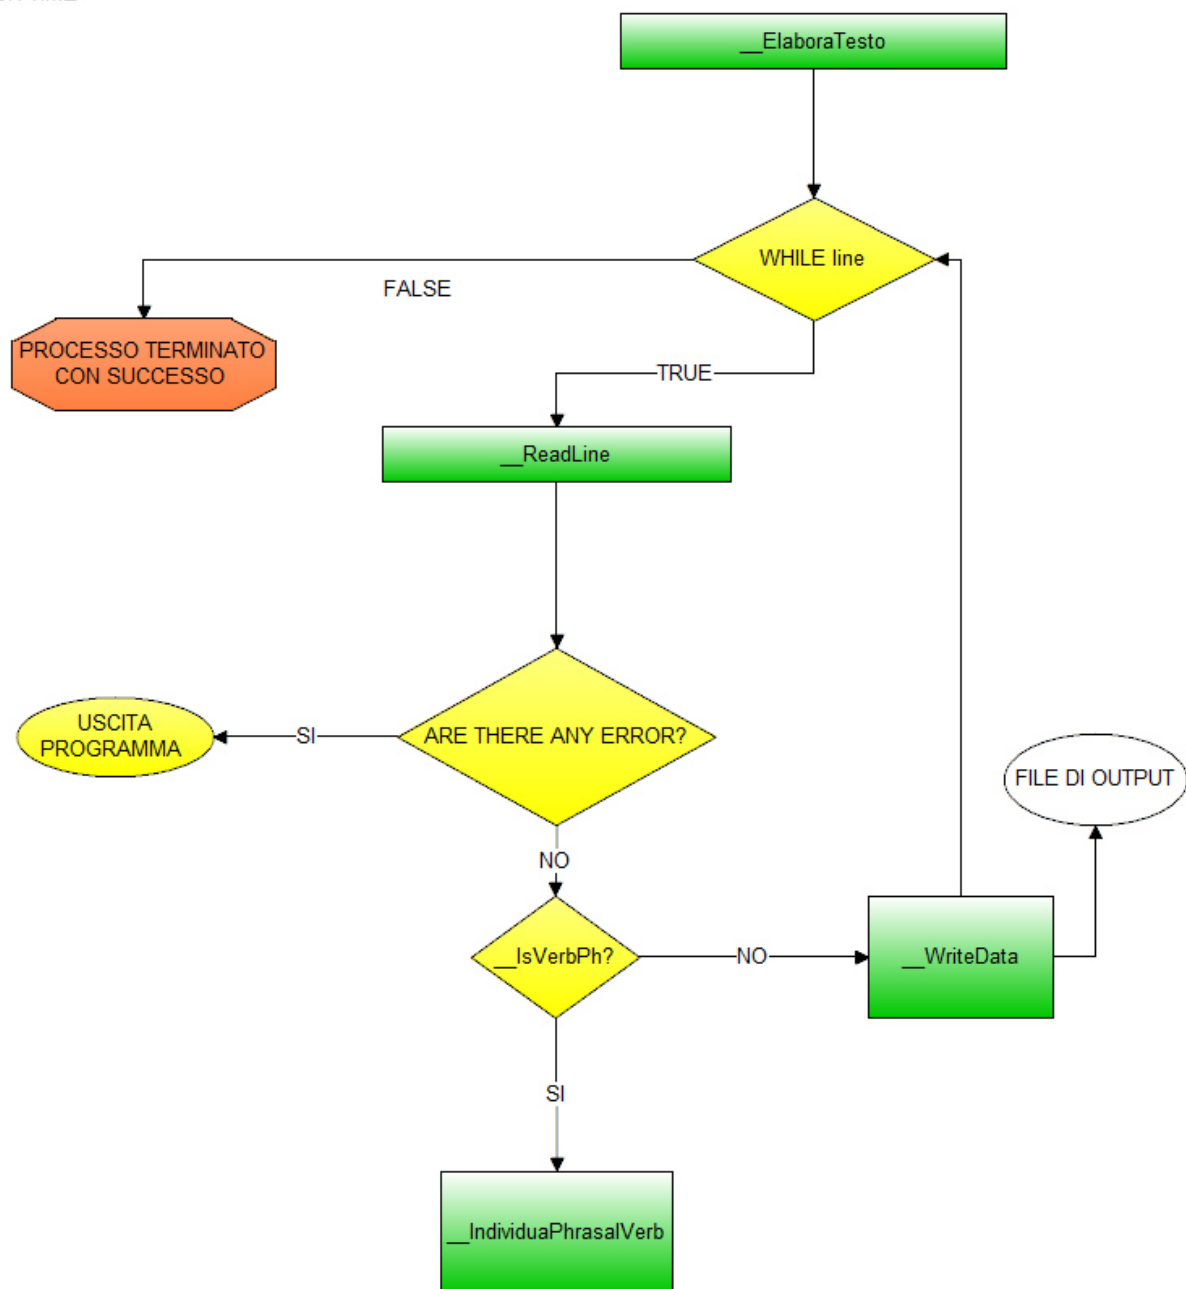 __ElaboraTesto
WHILE line
FALSE
PROCESSO TERMINATO
CON SUCCESSO
TRUE
__ReadLine
ARE THERE ANY ERROR?
SI
USCITA
PROGRAMMA
FILE DI OUTPUT
NO
__IsVerbPh?
NO
__WriteData
SI
__IndividuaPhrasalVerb